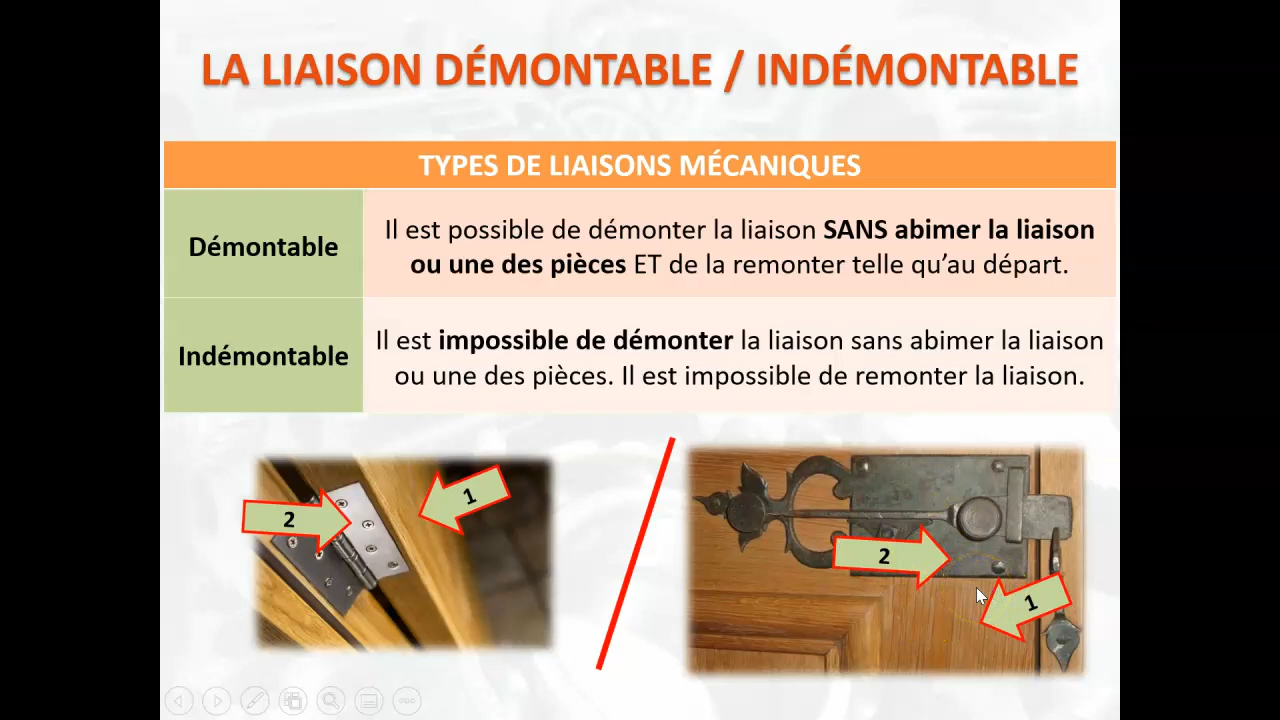 LA LIAISON DÉMONTABLE / INDÉMONTABLE
TYPES DE LIAISONS MÉCANIQUES
Démontable
Il est possible de démonter la liaison SANS abimer la liaison
ou une des pièces ET de la remonter telle qu’au départ.
Indémontable
Il est impossible de démonter la liaison sans abimer la liaison
ou une des pièces. Il est impossible de remonter la liaison.
1
2
2
1